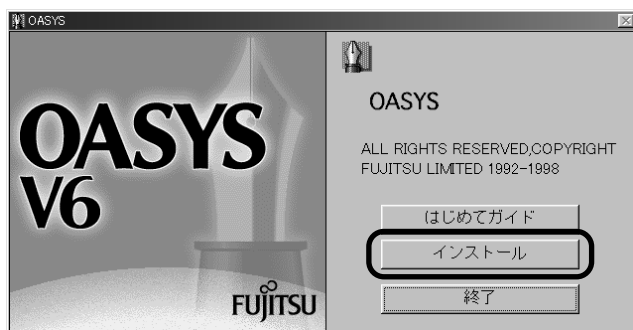 OASYS
OASYS
V6
FUJITSU
OASYS
ALL RIGHTS RESERVED,COPYRIGHT
FUJITSU LIMITED 1992-1998
はじめてガイド
インストール
終了